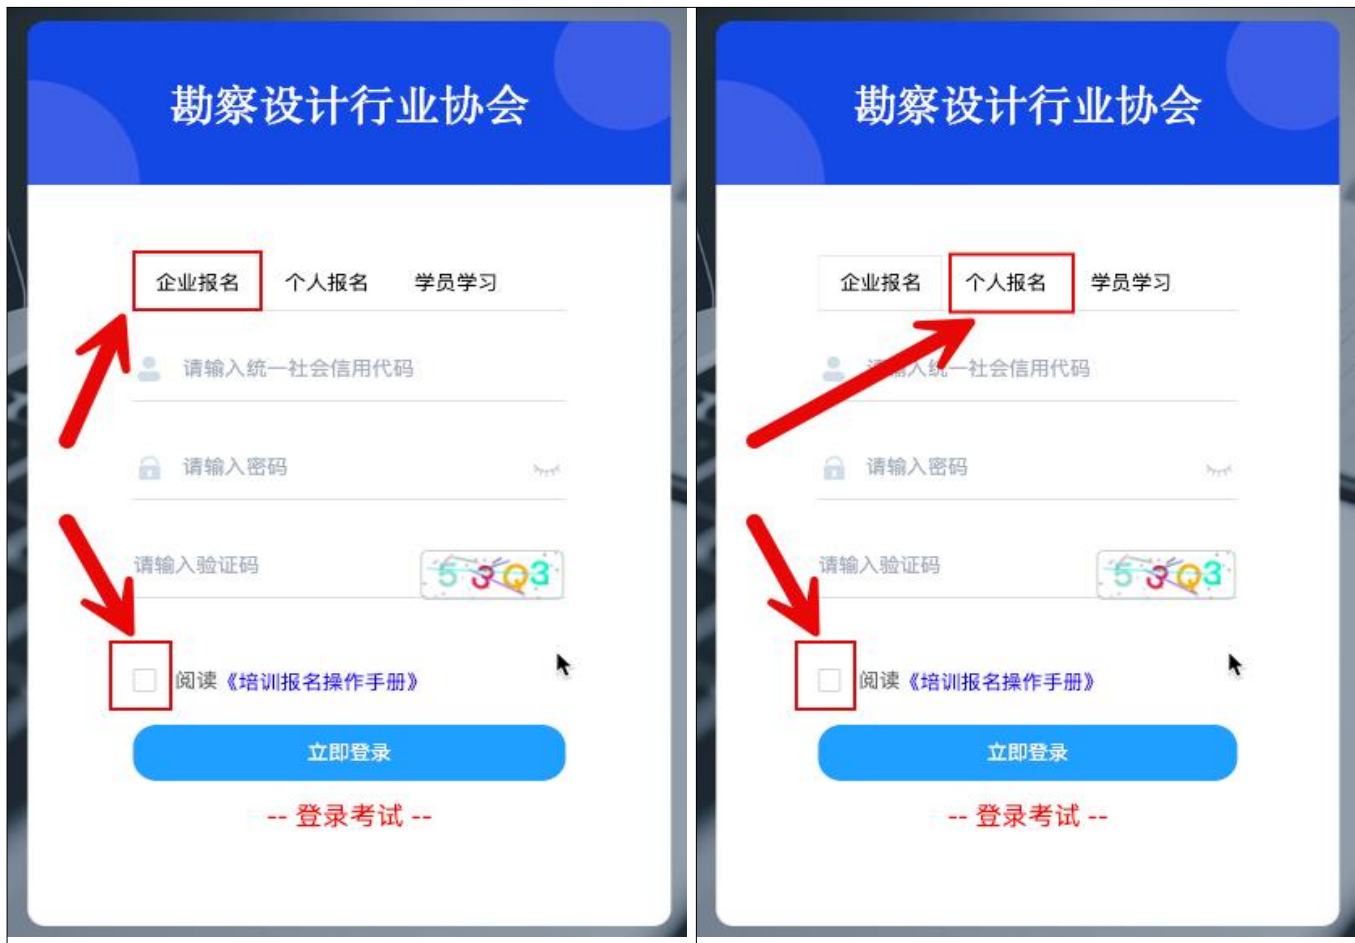 勘察设计行业协会
企业报名 个人报名 学员学习
请输入统一社会信用代码
请输入密码
请输入验证码 53Q3
阅读《培训报名操作手册》
立即登录
-- 登录考试 --
勘察设计行业协会
企业报名 个人报名 学员学习
请输入统一社会信用代码
请输入密码
请输入验证码 53Q3
阅读《培训报名操作手册》
立即登录
-- 登录考试 --